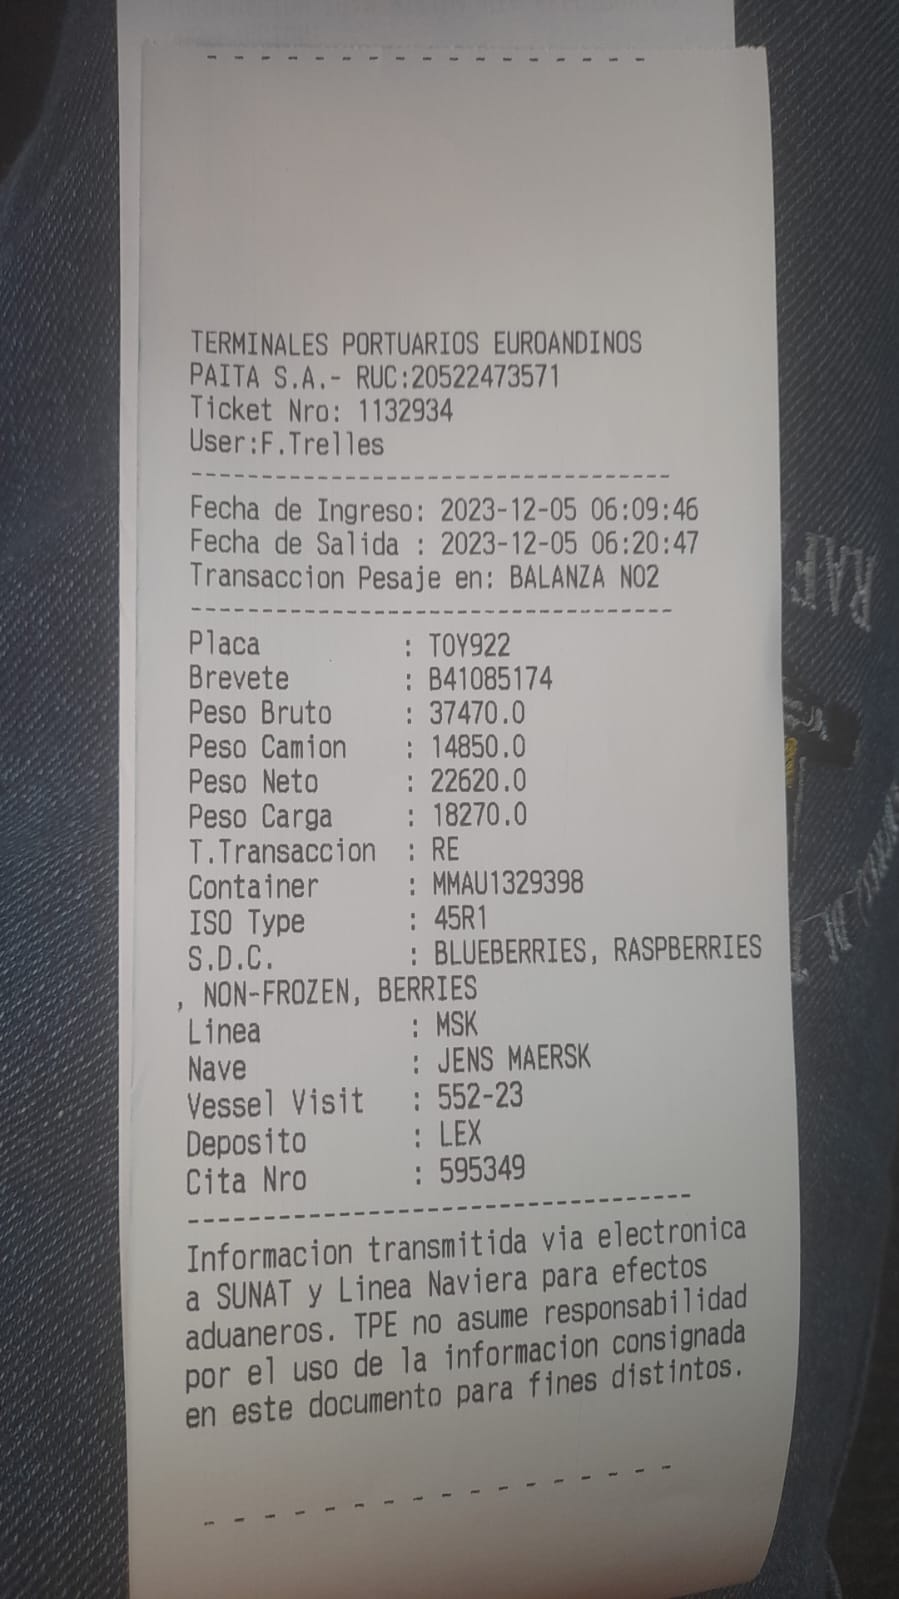 TERMINALES PORTUARIOS EUROANDINOS
PAITA S.A.- RUC:20522473571
Ticket Nro: 1132934
User:F.Trelles
Fecha de Ingreso: 2023-12-05 06:09:46
Fecha de Salida : 2023-12-05 06:20:47
Transaccion Pesaje en: BALANZA NO2
Placa : TOY922
Brevete : B41085174
Peso Bruto : 37470.0
Peso Camion : 14850.0
Peso Neto : 22620.0
Peso Carga : 18270.0
T.Transaccion : RE
Container : MMAU1329398
ISO Type : 45R1
S.D.C. : BLUEBERRIES, RASPBERRIES
, NON-FROZEN, BERRIES
Linea : MSK
Nave : JENS MAERSK
Vessel Visit : 552-23
Deposito : LEX
Cita Nro : 595349
Informacion transmitida via electronica
a SUNAT y Linea Naviera para efectos
aduaneros. TPE no asume responsabilidad
por el uso de la informacion consignada
en este documento para fines distintos.